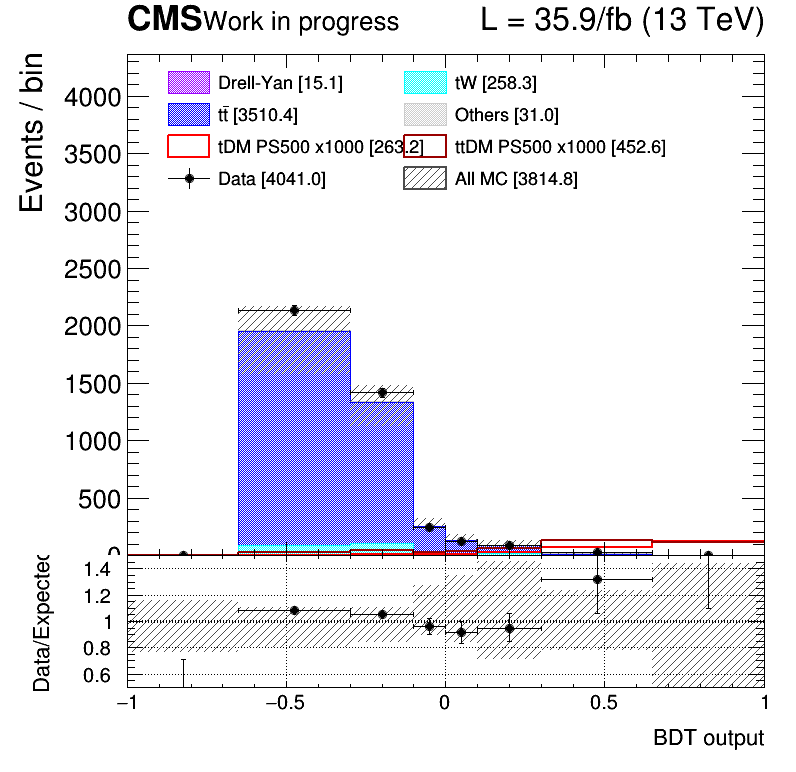 CMS Work in progress L = 35.9/fb (13 TeV)
Events / bin
Drell-Yan [15.1] tW [258.3]
tt̄ [3510.4] Others [31.0]
tDM PS500 x1000 [263.2] ttDM PS500 x1000 [452.6]
Data [4041.0] All MC [3814.8]
4000
3500
3000
2500
2000
1500
1000
500
0
Data/Expected
1.4
1.2
1
0.8
0.6
−1 −0.5 0 0.5 1
BDT output